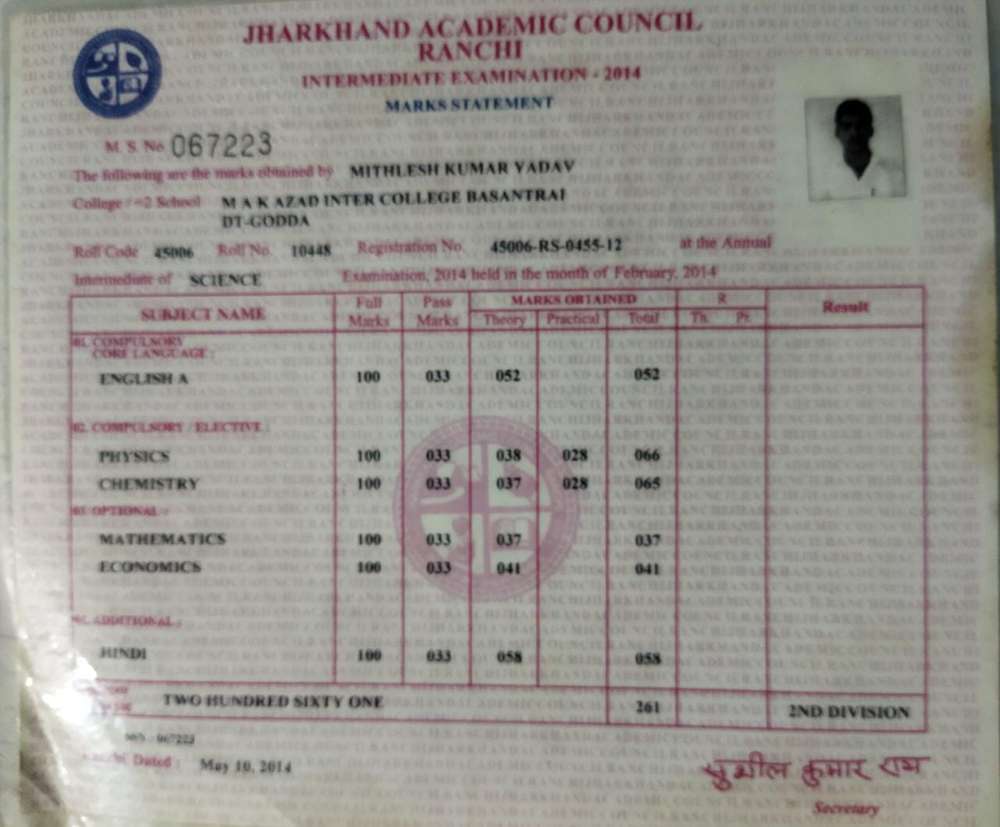 JHARKHAND ACADEMIC COUNCIL
RANCHI
INTERMEDIATE EXAMINATION - 2014
MARKS STATEMENT
M. S. No 067223
The following are the marks obtained by MITHLESH KUMAR YADAV
College / +2 School M A K AZAD INTER COLLEGE BASANTRAI
DT-GODDA
Roll Code 45006 Roll No. 10448 Registration No. 45006-RS-0455-12 at the Annual
Intermediate of SCIENCE Examination, 2014 held in the month of February, 2014
SUBJECT NAME Full Marks Pass Marks MARKS OBTAINED R Result
Theory Practical Total Th. Pr.
01. COMPULSORY
CORE LANGUAGE :
ENGLISH A 100 033 052 052
02. COMPULSORY / ELECTIVE :
PHYSICS 100 033 038 028 066
CHEMISTRY 100 033 037 028 065
03. OPTIONAL :
MATHEMATICS 100 033 037 037
ECONOMICS 100 033 041 041
ADDITIONAL :
HINDI 100 033 058 058
TWO HUNDRED SIXTY ONE 261 2ND DIVISION
067223
Dated : May 10, 2014
सुशील कुमार राय
Secretary